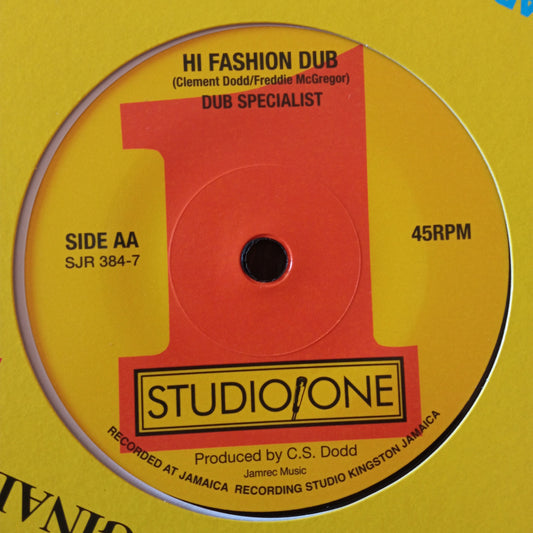 HI FASHION DUB
(Clement Dodd/Freddie McGregor)
DUB SPECIALIST
SIDE AA
SJR 384-7
45RPM
1
STUDIO ONE
Produced by C.S. Dodd
Jamrec Music
RECORDED AT JAMAICA RECORDING STUDIO KINGSTON JAMAICA